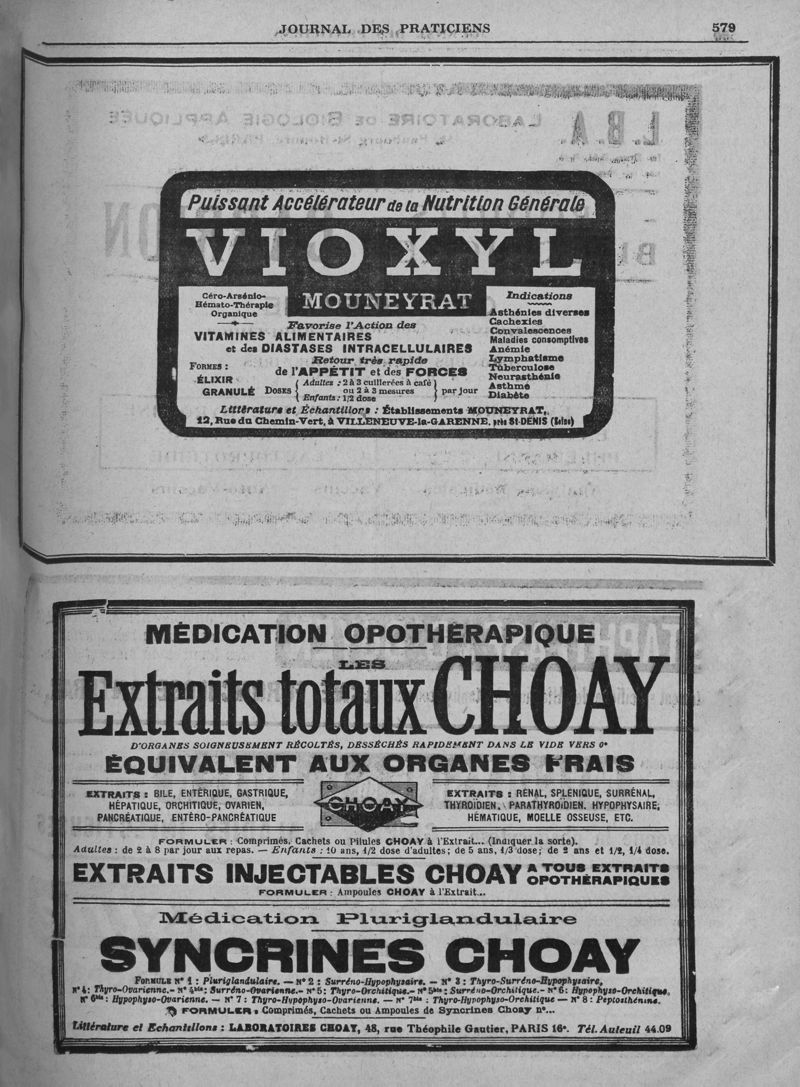 JOURNAL DES PRATICIENS
579
L.B.A.
LABORATOIRE DE BIOLOGIE APPLIQUÉE
Puissant Accélérateur de la Nutrition Générale
VIOXYL
MOUNEYRAT
Céro-Arsénio-
Hémato-Thérapie
Organique
Favorise l'Action des
VITAMINES ALIMENTAIRES
et des DIASTASES INTRACELLULAIRES
Retour très rapide
de l'APPÉTIT et des FORCES
FORMES :
ÉLIXIR
GRANULÉ
DOSES
Adultes : 2 à 3 cuillerées à café
ou 2 à 3 mesures
Enfants : 1/2 dose
par jour
Indications
Asthénies diverses
Cachexies
Convalescences
Maladies consomptives
Anémie
Lymphatisme
Tuberculose
Neurasthénie
Asthme
Diabète
Littérature et Échantillons : Établissements MOUNEYRAT,
12, Rue du Chemin-Vert, à VILLENEUVE-la-GARENNE, près St-DENIS (Seine)
MÉDICATION OPOTHÉRAPIQUE
LES
Extraits totaux CHOAY
D'ORGANES SOIGNEUSEMENT RÉCOLTÉS, DESSÉCHÉS RAPIDEMENT DANS LE VIDE VERS 0°
ÉQUIVALENT AUX ORGANES FRAIS
EXTRAITS : BILE, ENTÉRIQUE, GASTRIQUE,
HÉPATIQUE, ORCHITIQUE, OVARIEN,
PANCRÉATIQUE, ENTÉRO-PANCRÉATIQUE
CHOAY
EXTRAITS : RÉNAL, SPLÉNIQUE, SURRÉNAL,
THYROIDIEN, PARATHYROIDIEN, HYPOPHYSAIRE,
HÉMATIQUE, MOELLE OSSEUSE, ETC.
FORMULER : Comprimés, Cachets ou Pilules CHOAY à l'Extrait... (Indiquer la sorte).
Adultes : de 2 à 8 par jour aux repas. — Enfants : 10 ans, 1/2 dose d'adultes; de 5 ans, 1/3 dose; de 2 ans et 1/2, 1/4 dose.
EXTRAITS INJECTABLES CHOAY A TOUS EXTRAITS OPOTHÉRAPIQUES
FORMULER : Ampoules CHOAY à l'Extrait...
Médication Pluriglandulaire
SYNCRINES CHOAY
FORMULE N° 1 : Pluriglandulaire. — N° 2 : Surréno-Hypophysaire. — N° 3 : Thyro-Surréno-Hypophysaire,
N° 4 : Thyro-Ovarienne.- N° 4bis : Surréno-Ovarienne.- N° 5 : Thyro-Orchitique.- N° 5bis : Surréno-Orchitique.- N° 6 : Hypophyso-Orchitique,
N° 6bis : Hypophyso-Ovarienne. — N° 7 : Thyro-Hypophyso-Ovarienne. — N° 7bis : Thyro-Hypophyso-Orchitique — N° 8 : Peptosthénine.
FORMULER : Comprimés, Cachets ou Ampoules de Syncrines Choay n°...
Littérature et Echantillons : LABORATOIRES CHOAY, 48, rue Théophile Gautier, PARIS 16e. Tél. Auteuil 44.09